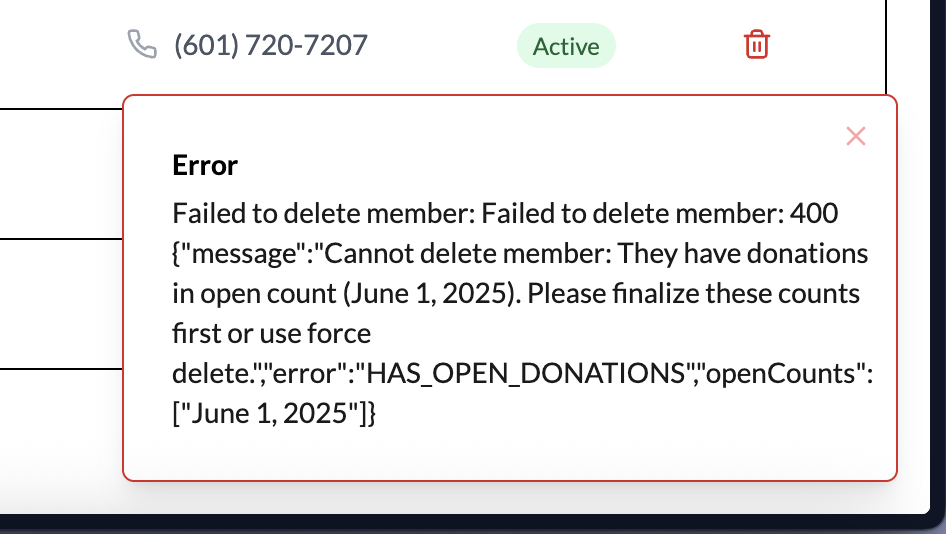 (601) 720-7207 Active
Error
Failed to delete member: Failed to delete member: 400
{"message":"Cannot delete member: They have donations
in open count (June 1, 2025). Please finalize these counts
first or use force
delete.","error":"HAS_OPEN_DONATIONS","openCounts":
["June 1, 2025"]}